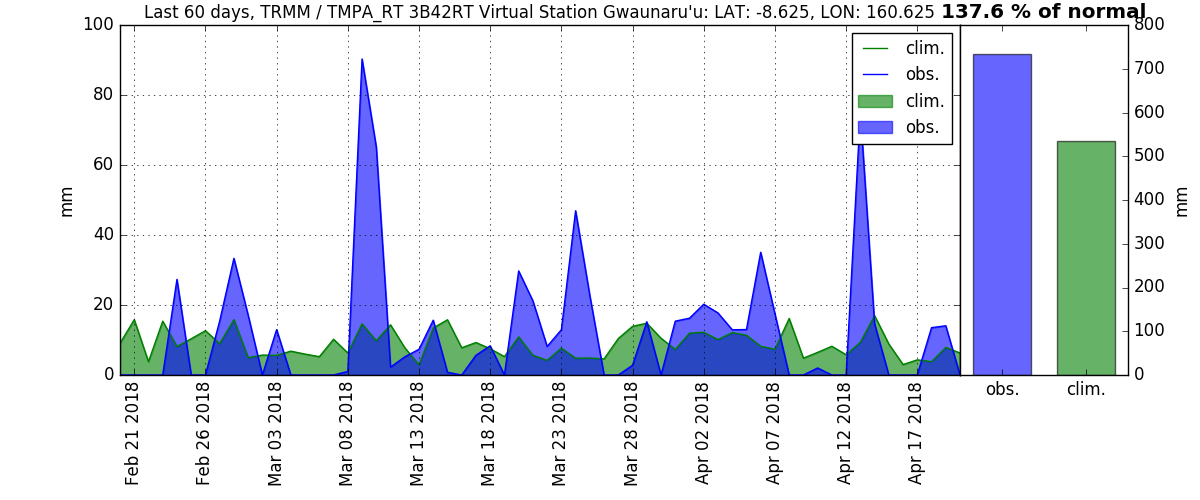 Last 60 days, TRMM / TMPA_RT 3B42RT Virtual Station Gwaunaru'u: LAT: -8.625, LON: 160.625 137.6 % of normal
100
80
60
40
20
0
mm
clim.
obs.
clim.
obs.
800
700
600
500
400
300
200
100
0
mm
obs.
clim.
Feb 21 2018
Feb 26 2018
Mar 03 2018
Mar 08 2018
Mar 13 2018
Mar 18 2018
Mar 23 2018
Mar 28 2018
Apr 02 2018
Apr 07 2018
Apr 12 2018
Apr 17 2018